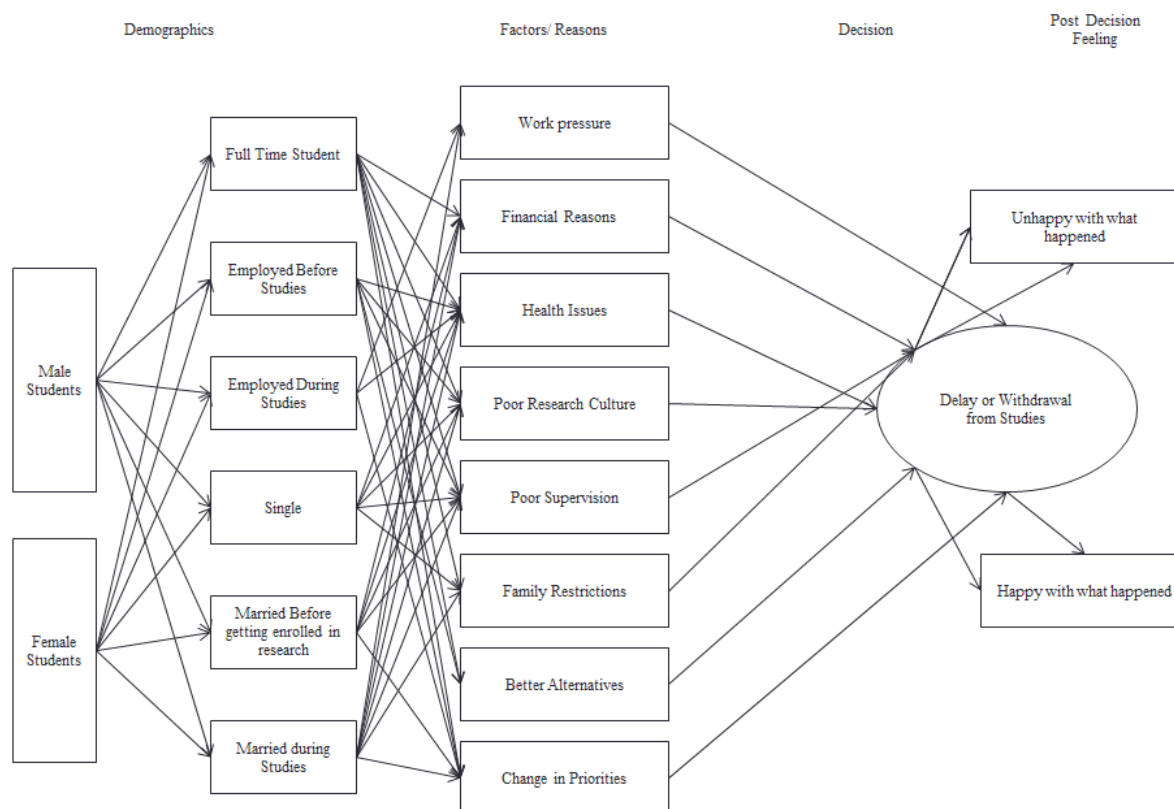 Demographics
Factors/ Reasons
Decision
Post Decision
Feeling
Male
Students
Female
Students
Full Time Student
Employed Before
Studies
Employed During
Studies
Single
Married Before
getting enrolled in
research
Married during
Studies
Work pressure
Financial Reasons
Health Issues
Poor Research Culture
Poor Supervision
Family Restrictions
Better Alternatives
Change in Priorities
Delay or Withdrawal
from Studies
Unhappy with what
happened
Happy with what happened